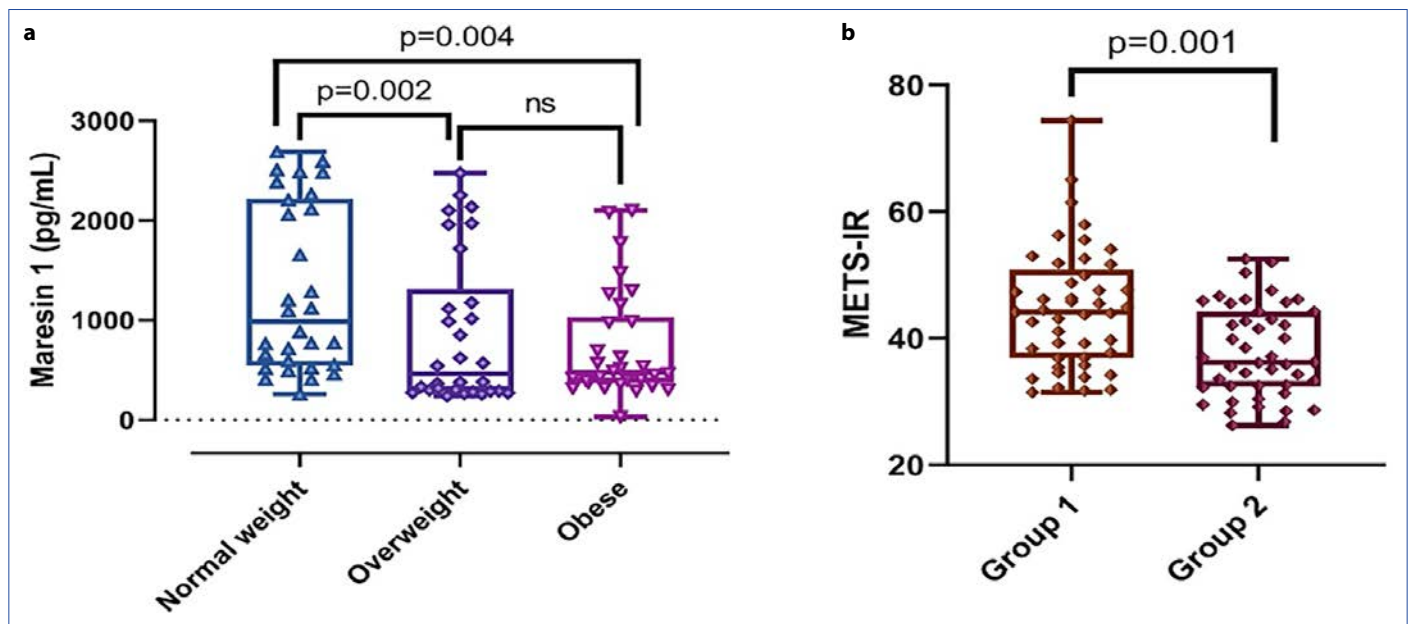 a
p=0.004
p=0.002
ns
3000
2000
1000
0
Maresin 1 (pg/mL)
Normal weight
Overweight
Obese
b
p=0.001
80
60
40
20
METS-IR
Group 1
Group 2